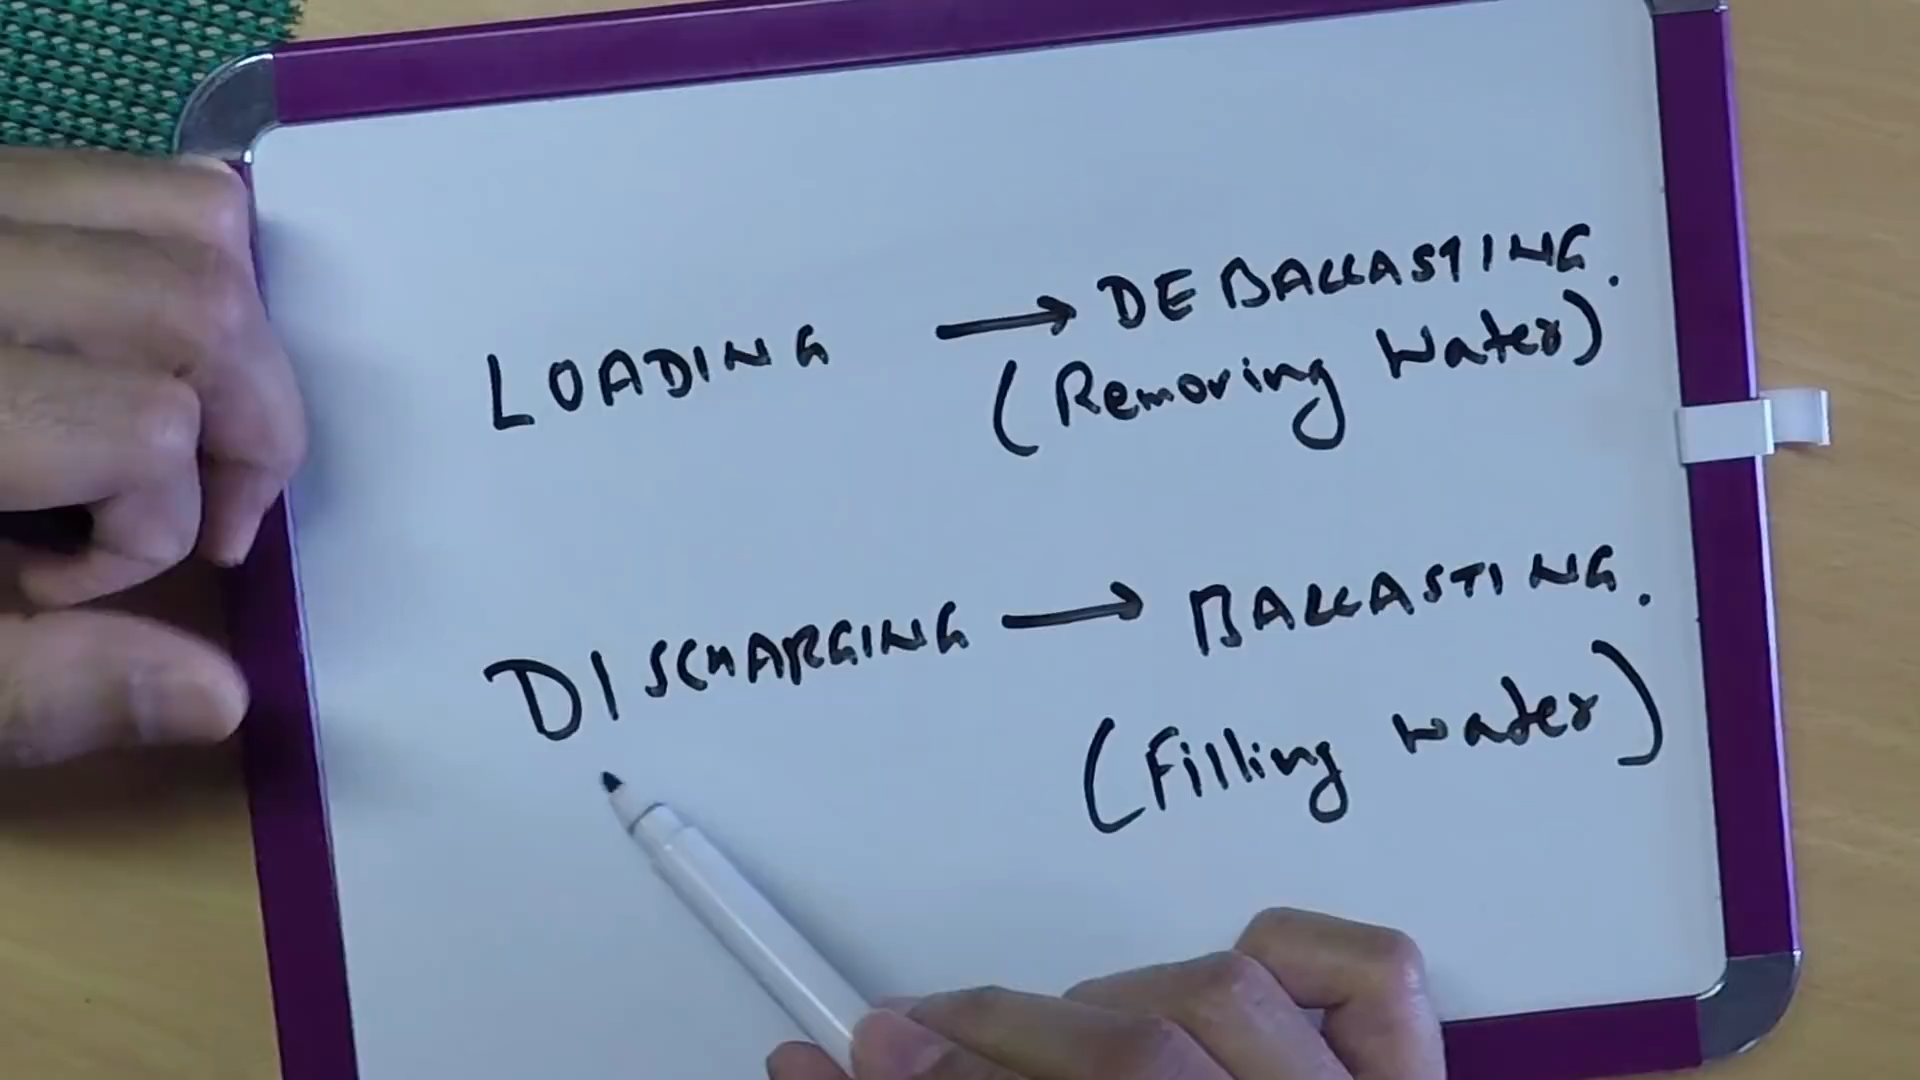 LOADING → DEBALLASTING.
(Removing Water)
DISCHARGING → BALLASTING.
(Filling water)